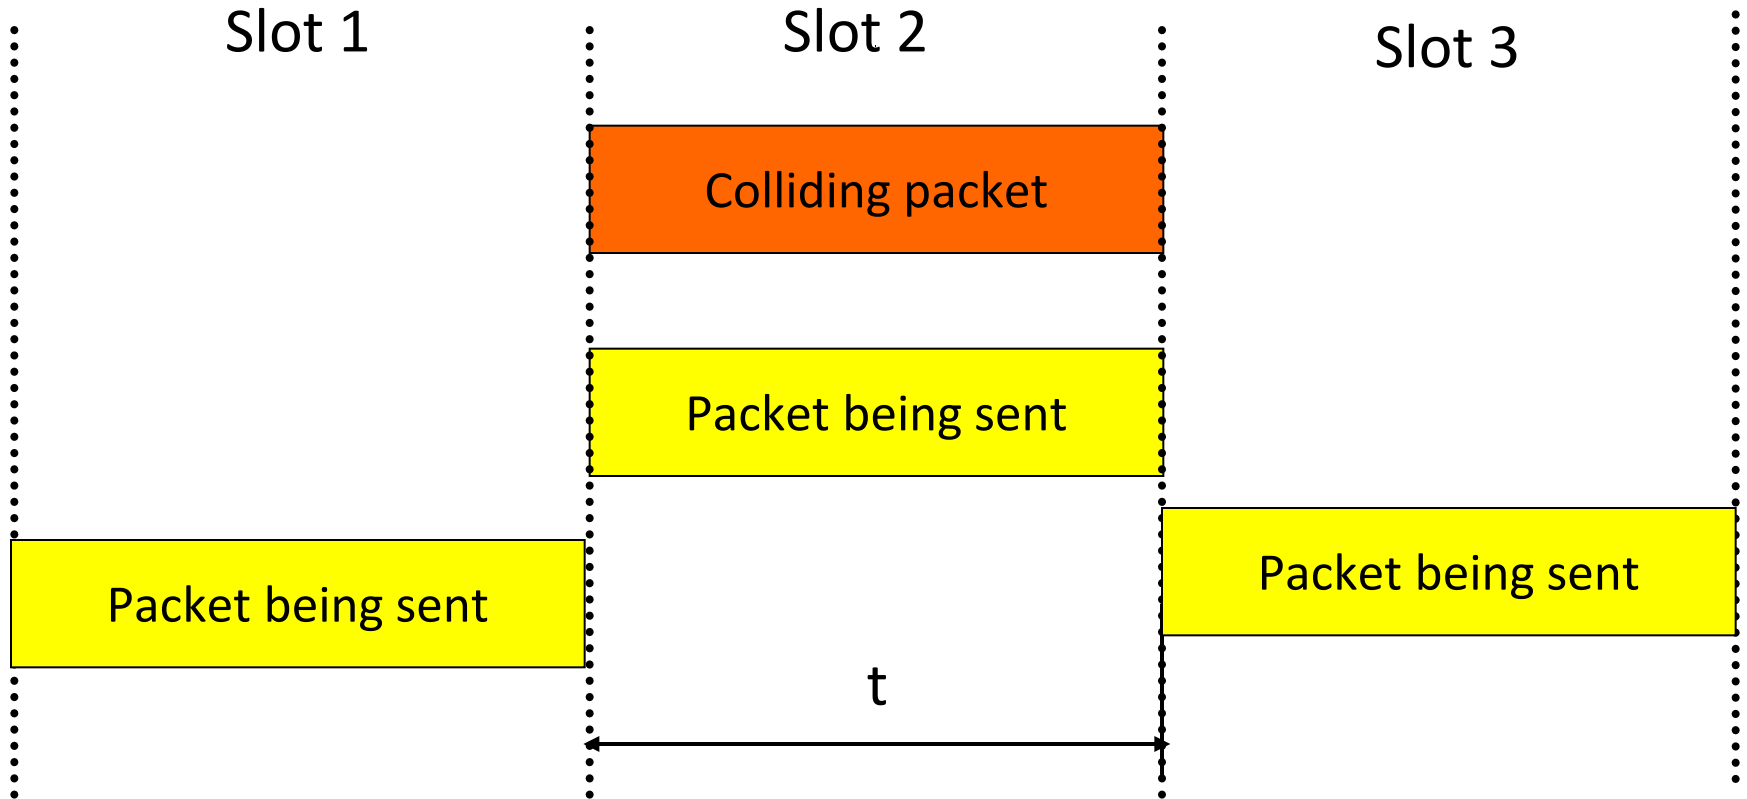 Slot 1
Slot 2
Slot 3
Colliding packet
Packet being sent
Packet being sent
Packet being sent
t